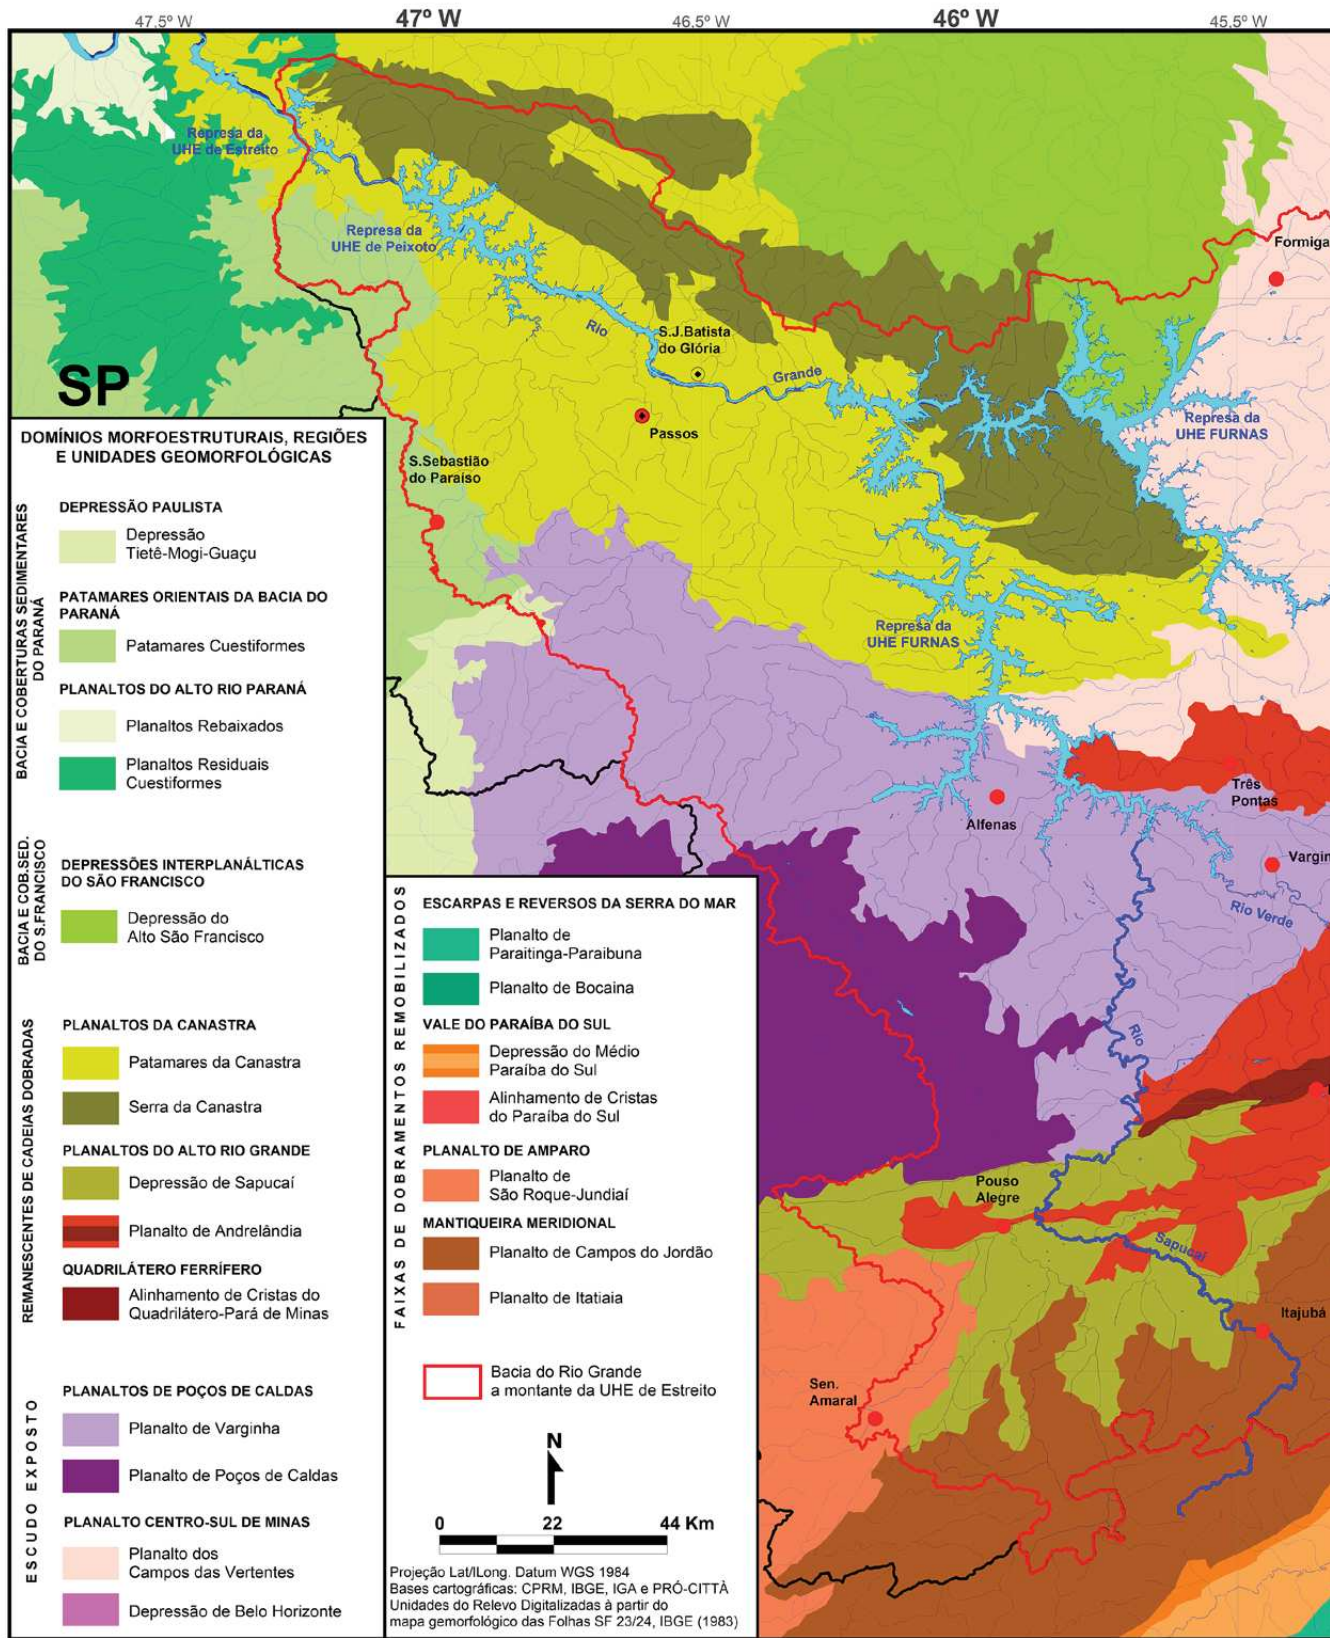 47,5º W
47º W
46,5º W
46º W
45,5º W
Represa da
UHE de Estreito
Represa da
UHE de Peixoto
Formiga
Rio
S.J.Batista
do Glória
Grande
SP
Passos
Represa da
UHE FURNAS
S.Sebastião
do Paraíso
Represa da
UHE FURNAS
Três
Pontas
Alfenas
Vargin
Rio Verde
Rio
Pouso
Alegre
Sapucaí
Itajubá
Sen.
Amaral
DOMÍNIOS MORFOESTRUTURAIS, REGIÕES
E UNIDADES GEOMORFOLÓGICAS
BACIA E COBERTURAS SEDIMENTARES
DO PARANÁ
DEPRESSÃO PAULISTA
Depressão
Tietê-Mogi-Guaçu
PATAMARES ORIENTAIS DA BACIA DO
PARANÁ
Patamares Cuestiformes
PLANALTOS DO ALTO RIO PARANÁ
Planaltos Rebaixados
Planaltos Residuais
Cuestiformes
BACIA E COB.SED.
DO S.FRANCISCO
DEPRESSÕES INTERPLANÁLTICAS
DO SÃO FRANCISCO
Depressão do
Alto São Francisco
REMANESCENTES DE CADEIAS DOBRADAS
PLANALTOS DA CANASTRA
Patamares da Canastra
Serra da Canastra
PLANALTOS DO ALTO RIO GRANDE
Depressão de Sapucaí
Planalto de Andrelândia
QUADRILÁTERO FERRÍFERO
Alinhamento de Cristas do
Quadrilátero-Pará de Minas
ESCUDO EXPOSTO
PLANALTOS DE POÇOS DE CALDAS
Planalto de Varginha
Planalto de Poços de Caldas
PLANALTO CENTRO-SUL DE MINAS
Planalto dos
Campos das Vertentes
Depressão de Belo Horizonte
FAIXAS DE DOBRAMENTOS REMOBILIZADOS
ESCARPAS E REVERSOS DA SERRA DO MAR
Planalto de
Paraitinga-Paraibuna
Planalto de Bocaina
VALE DO PARAÍBA DO SUL
Depressão do Médio
Paraíba do Sul
Alinhamento de Cristas
do Paraíba do Sul
PLANALTO DE AMPARO
Planalto de
São Roque-Jundiaí
MANTIQUEIRA MERIDIONAL
Planalto de Campos do Jordão
Planalto de Itatiaia
Bacia do Rio Grande
a montante da UHE de Estreito
N
0 22 44 Km
Projeção Lat/lLong. Datum WGS 1984
Bases cartográficas: CPRM, IBGE, IGA e PRÓ-CITTÀ
Unidades do Relevo Digitalizadas à partir do
mapa gemorfológico das Folhas SF 23/24, IBGE (1983)